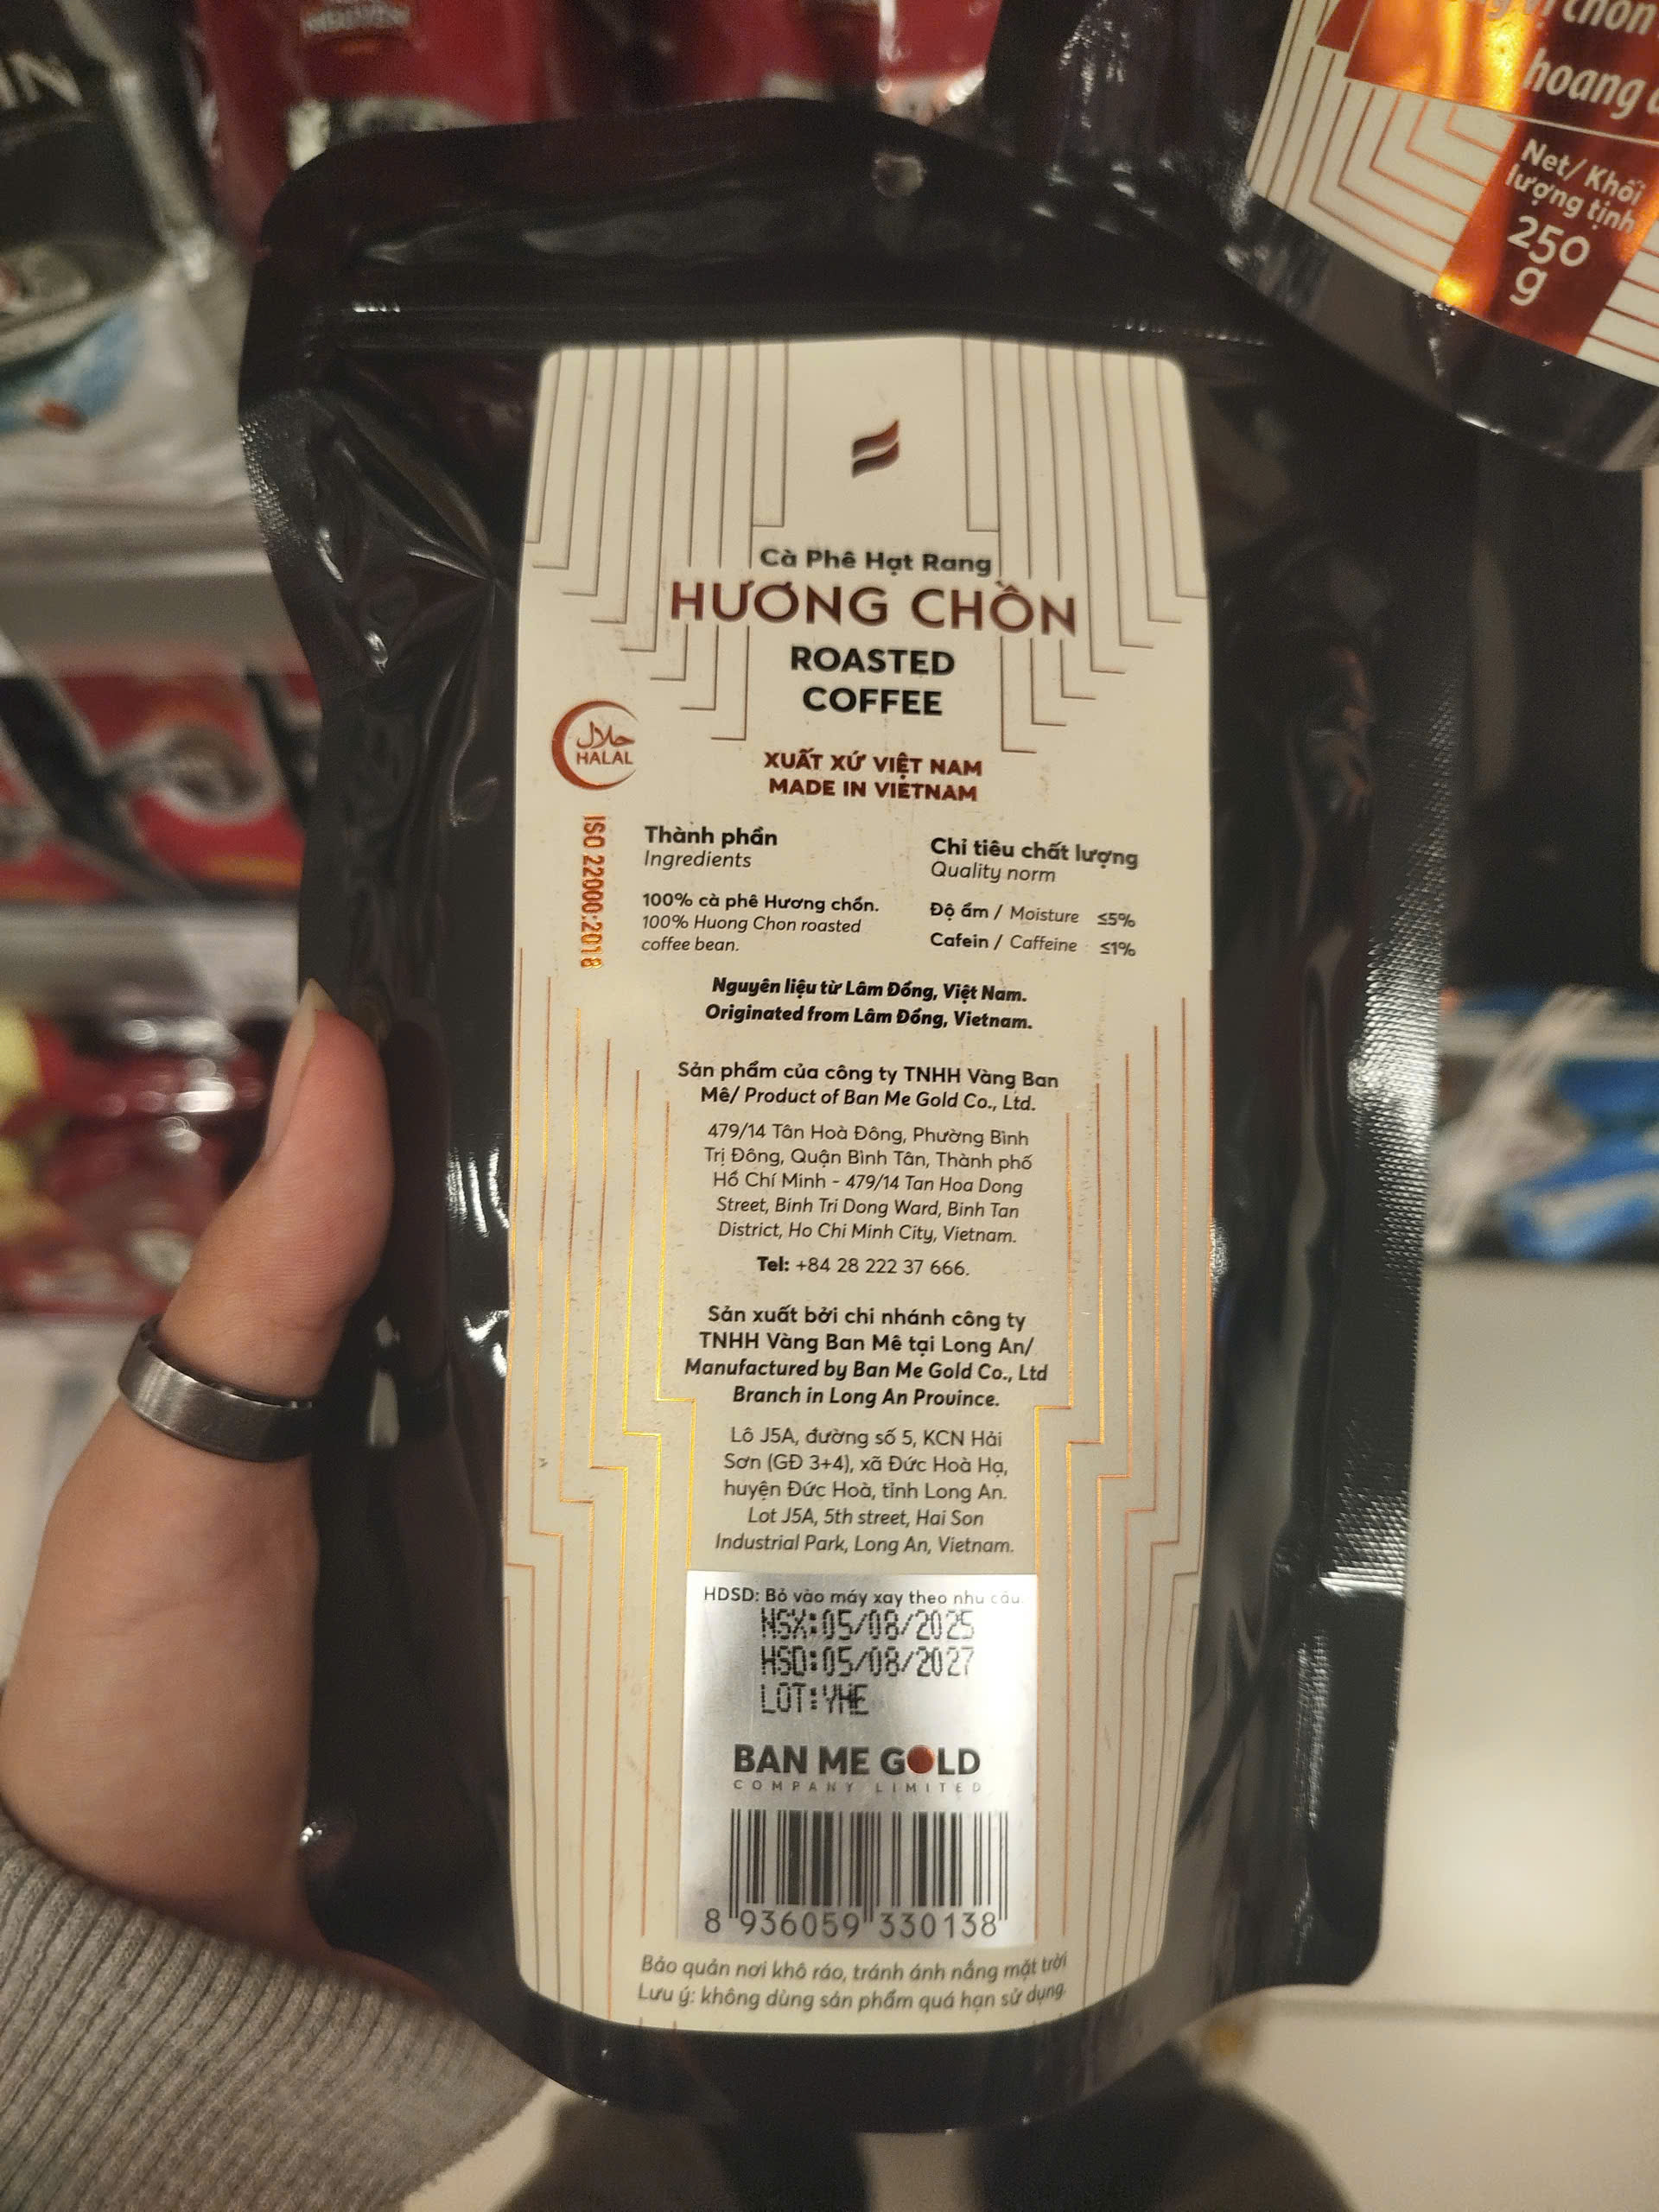 IN
vị chồn
hoang
Net/ Khối
lượng tịnh
250
g
Cà Phê Hạt Rang
HƯƠNG CHỒN
ROASTED
COFFEE
حلال
HALAL
XUẤT XỨ VIỆT NAM
MADE IN VIETNAM
ISO 22000:2018
Thành phần
Ingredients
100% cà phê Hương chồn.
100% Huong Chon roasted
coffee bean.
Chỉ tiêu chất lượng
Quality norm
Độ ẩm / Moisture ≤5%
Cafein / Caffeine ≤1%
Nguyên liệu từ Lâm Đồng, Việt Nam.
Originated from Lâm Đồng, Vietnam.
Sản phẩm của công ty TNHH Vàng Ban
Mê/ Product of Ban Me Gold Co., Ltd.
479/14 Tân Hoà Đông, Phường Bình
Trị Đông, Quận Bình Tân, Thành phố
Hồ Chí Minh - 479/14 Tan Hoa Dong
Street, Binh Tri Dong Ward, Binh Tan
District, Ho Chi Minh City, Vietnam.
Tel: +84 28 222 37 666.
Sản xuất bởi chi nhánh công ty
TNHH Vàng Ban Mê tại Long An/
Manufactured by Ban Me Gold Co., Ltd
Branch in Long An Province.
Lô J5A, đường số 5, KCN Hải
Sơn (GĐ 3+4), xã Đức Hoà Hạ,
huyện Đức Hoà, tỉnh Long An.
Lot J5A, 5th street, Hai Son
Industrial Park, Long An, Vietnam.
HDSD: Bỏ vào máy xay theo nhu cầu.
NSX:05/08/2025
HSD:05/08/2027
LOT:YHE
BAN ME GOLD
COMPANY LIMITED
8 936059 330138
Bảo quản nơi khô ráo, tránh ánh nắng mặt trời
Lưu ý: không dùng sản phẩm quá hạn sử dụng.